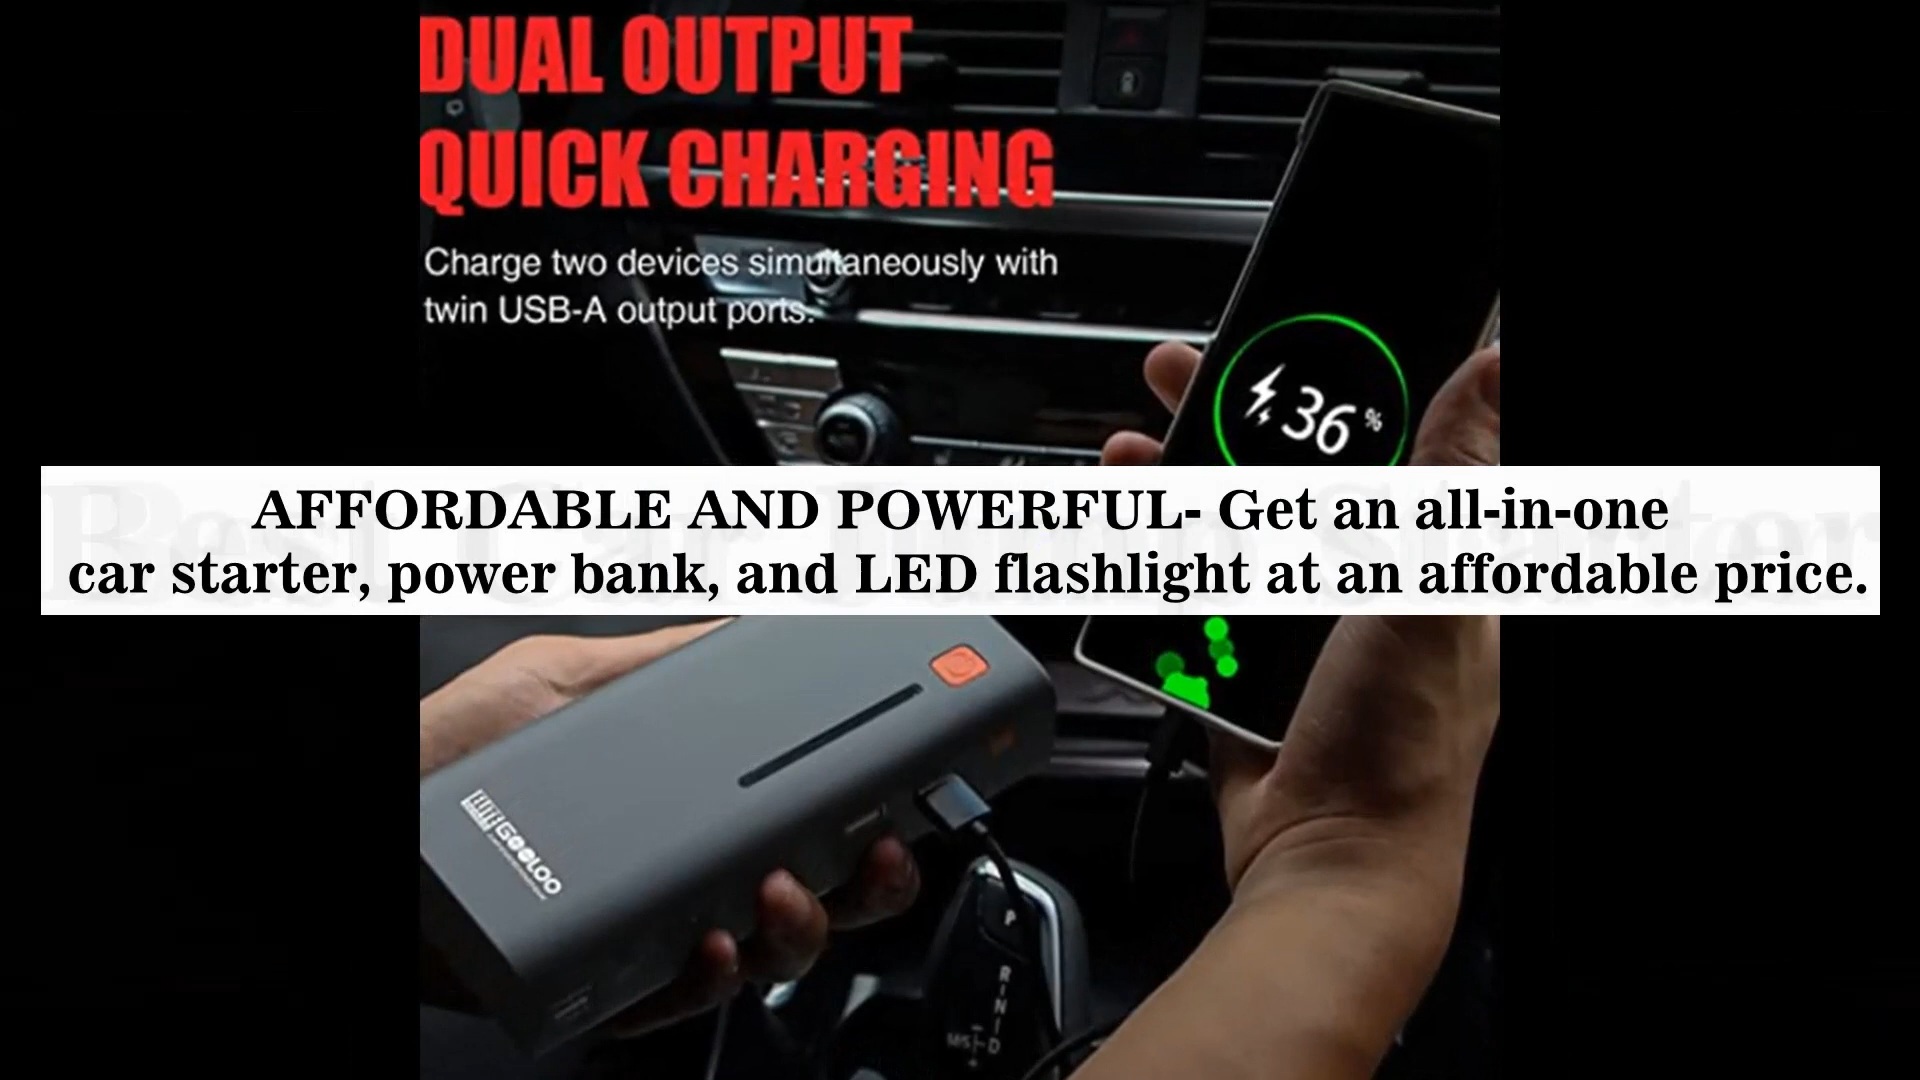 DUAL OUTPUT
QUICK CHARGING
Charge two devices simultaneously with
twin USB-A output ports.
36 %
AFFORDABLE AND POWERFUL- Get an all-in-one
car starter, power bank, and LED flashlight at an affordable price.
GOOLOO
P
R
N
D
M/S